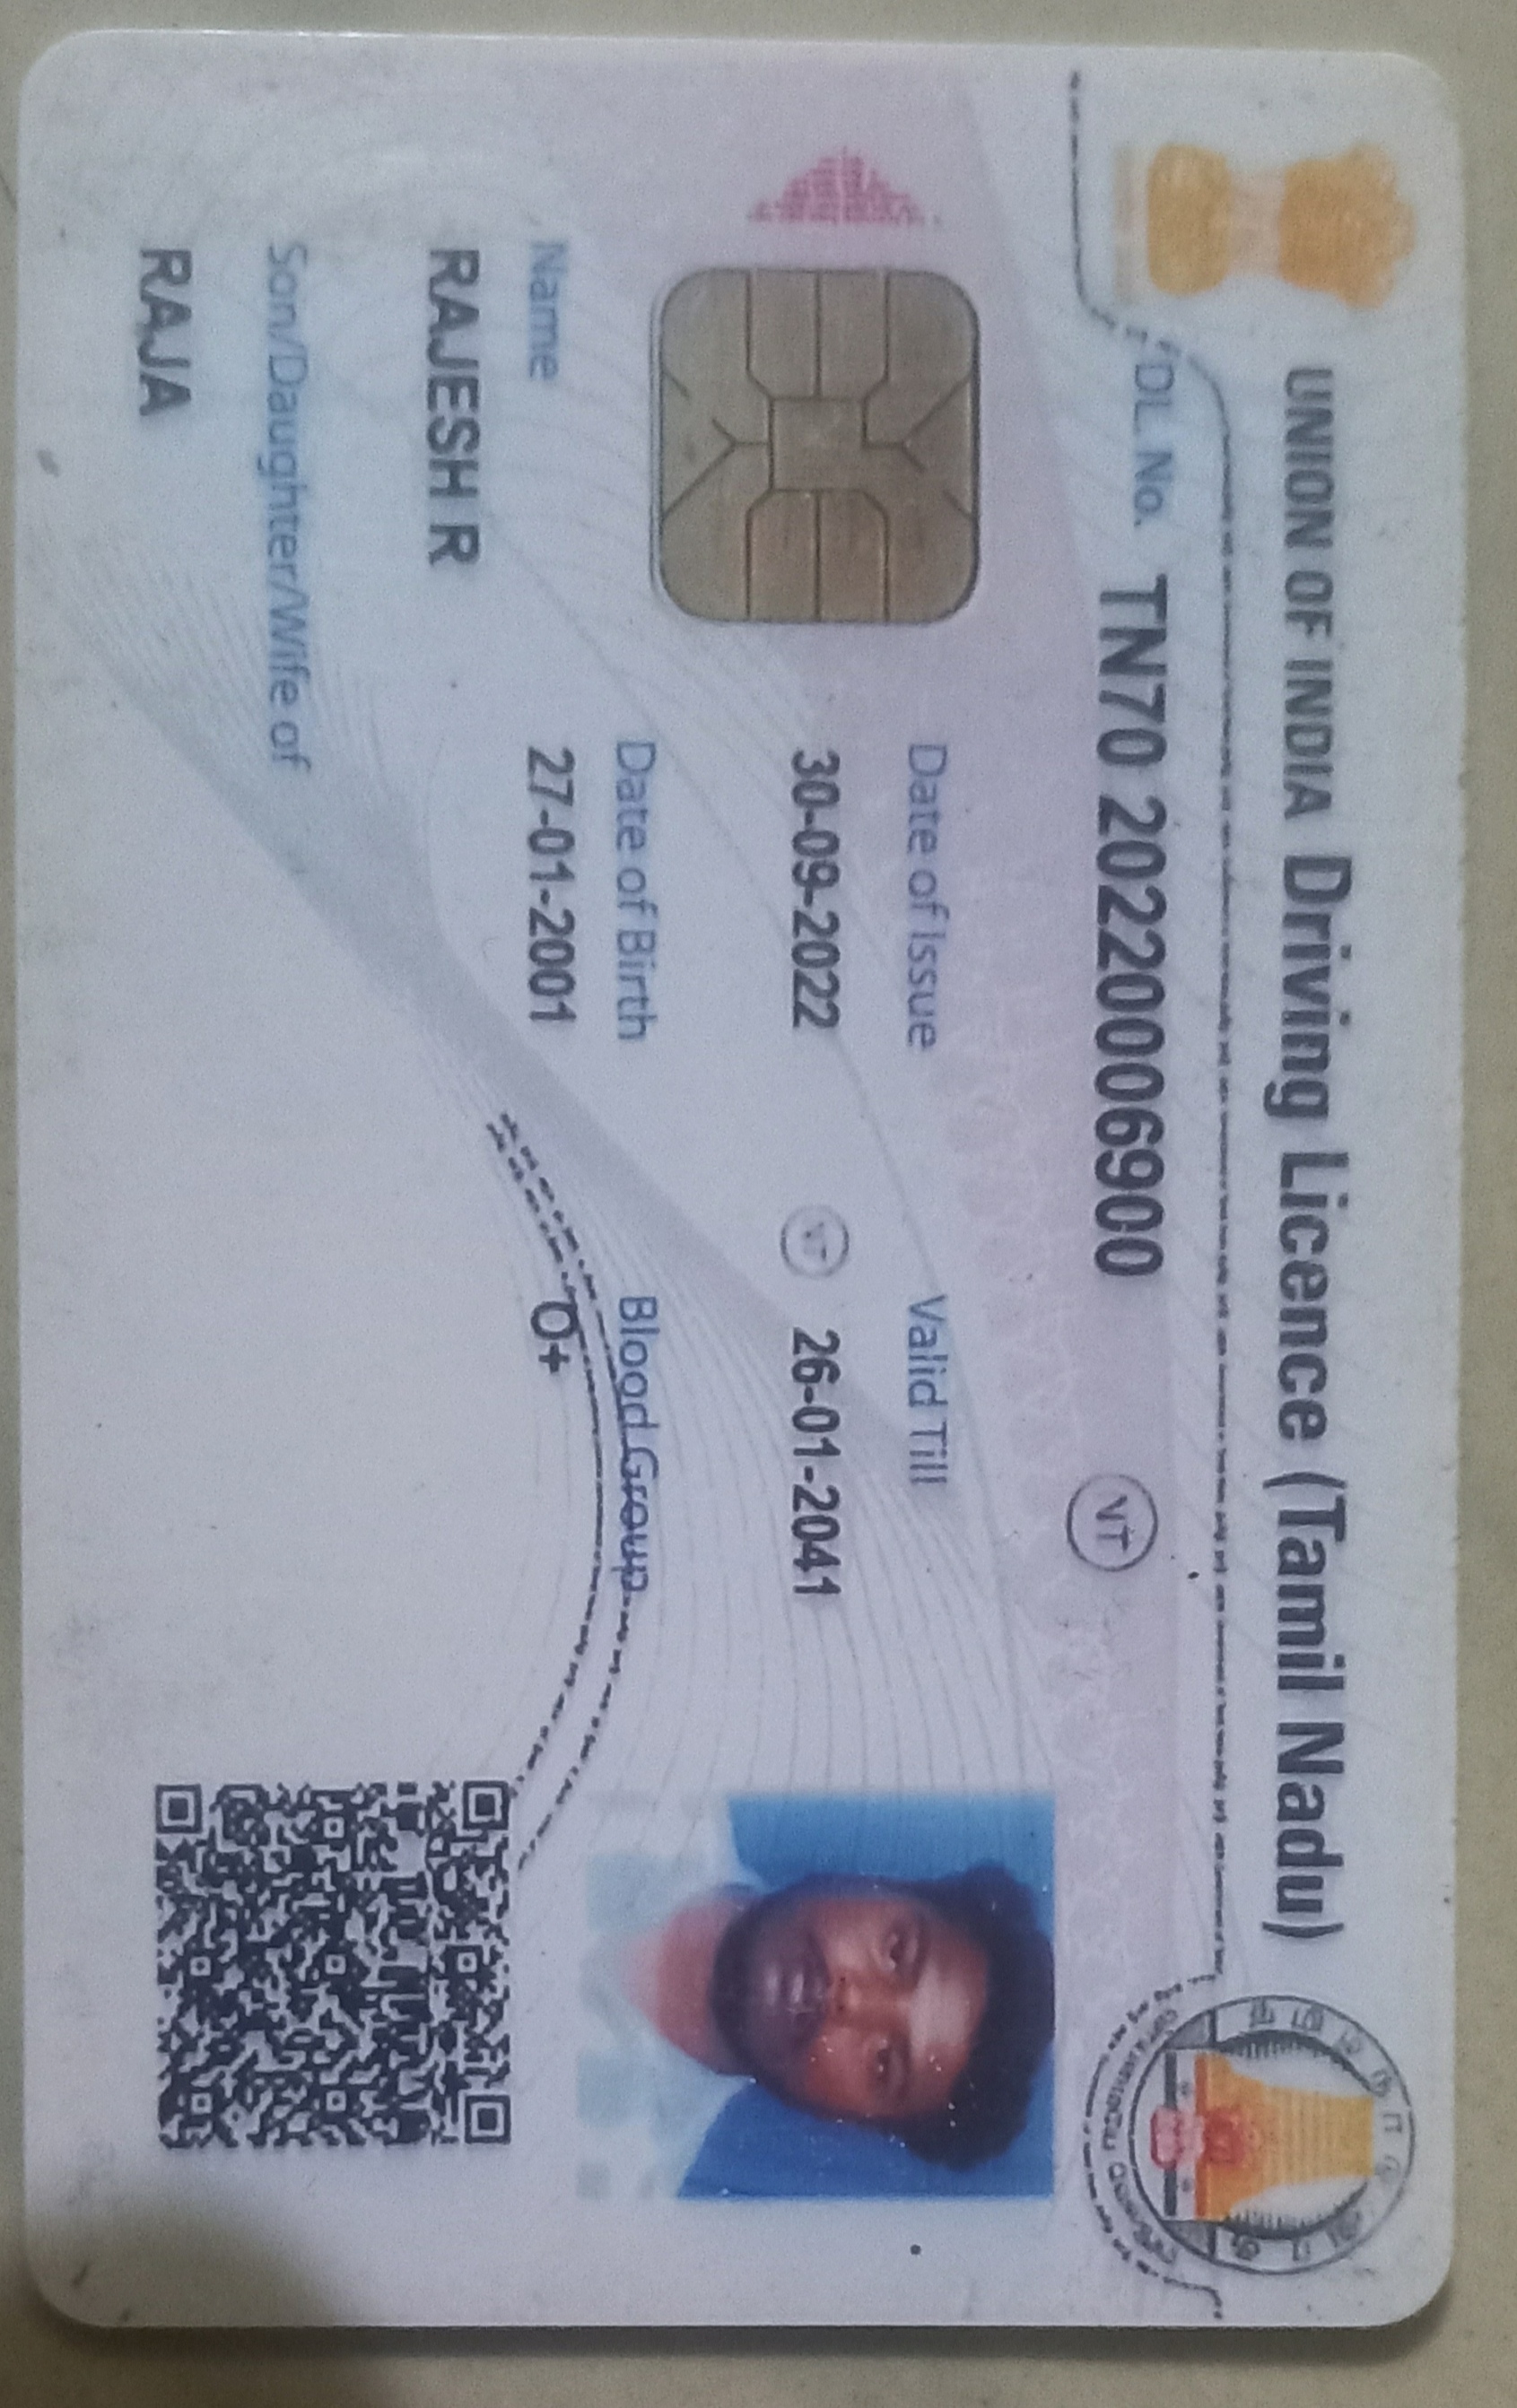 UNION OF INDIA Driving Licence (Tamil Nadu)
DL No. TN70 20220006900
VT
Date of Issue Valid Till
30-09-2022 VT 26-01-2041
Date of Birth Blood Group
27-01-2001 O+
Name
RAJESH R
Son/Daughter/Wife of
RAJA